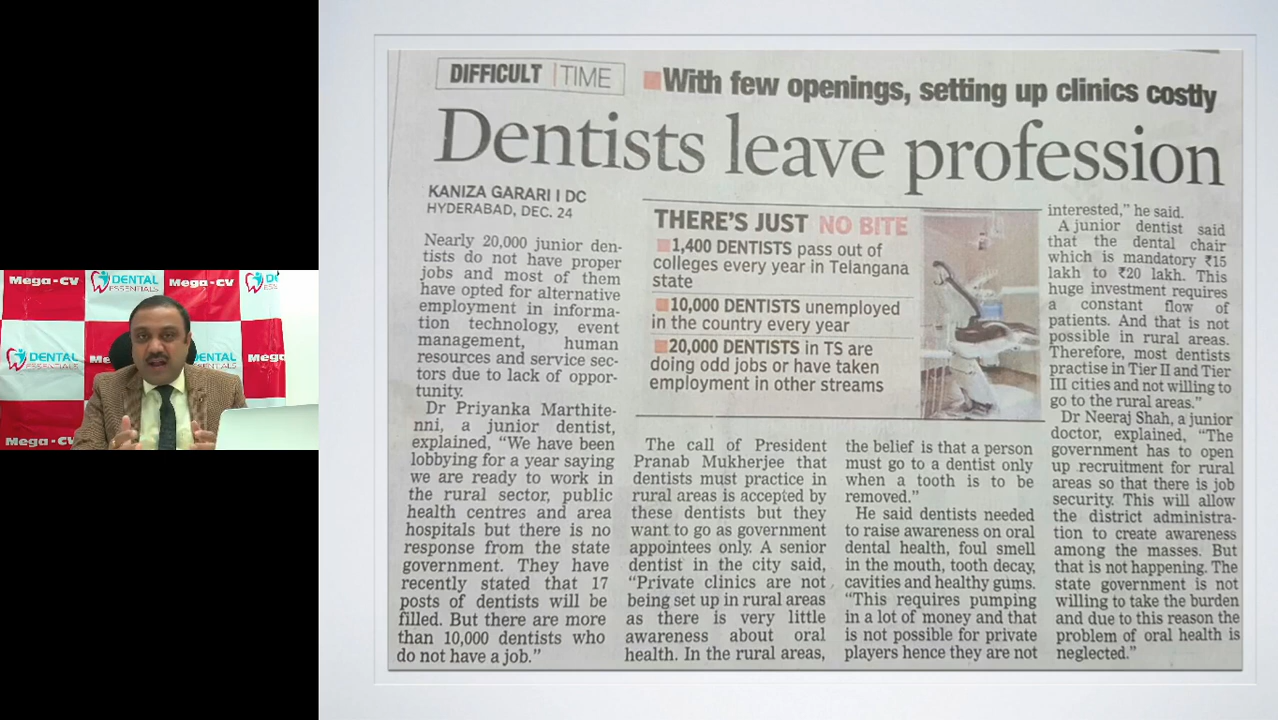 Mega-CV
DENTAL
ESSENTIALS
Mega-CV
DENTAL
ESSENTIALS
DENTAL
ESSENTIALS
Mega-CV
DIFFICULT | TIME
With few openings, setting up clinics costly
Dentists leave profession
KANIZA GARARI I DC
HYDERABAD, DEC. 24
Nearly 20,000 junior den-
tists do not have proper
jobs and most of them
have opted for alternative
employment in informa-
tion technology, event
management, human
resources and service sec-
tors due to lack of oppor-
tunity.
Dr Priyanka Marthite-
nni, a junior dentist,
explained, “We have been
lobbying for a year saying
we are ready to work in
the rural sector, public
health centres and area
hospitals but there is no
response from the state
government. They have
recently stated that 17
posts of dentists will be
filled. But there are more
than 10,000 dentists who
do not have a job.”
THERE'S JUST NO BITE
1,400 DENTISTS pass out of
colleges every year in Telangana
state
10,000 DENTISTS unemployed
in the country every year
20,000 DENTISTS in TS are
doing odd jobs or have taken
employment in other streams
The call of President
Pranab Mukherjee that
dentists must practice in
rural areas is accepted by
these dentists but they
want to go as government
appointees only. A senior
dentist in the city said,
“Private clinics are not
being set up in rural areas
as there is very little
awareness about oral
health. In the rural areas,
the belief is that a person
must go to a dentist only
when a tooth is to be
removed.”
He said dentists needed
to raise awareness on oral
dental health, foul smell
in the mouth, tooth decay,
cavities and healthy gums.
“This requires pumping
in a lot of money and that
is not possible for private
players hence they are not
interested,” he said.
A junior dentist said
that the dental chair
which is mandatory ₹15
lakh to ₹20 lakh. This
huge investment requires
a constant flow of
patients. And that is not
possible in rural areas.
Therefore, most dentists
practise in Tier II and Tier
III cities and not willing to
go to the rural areas.”
Dr Neeraj Shah, a junior
doctor, explained, “The
government has to open
up recruitment for rural
areas so that there is job
security. This will allow
the district administra-
tion to create awareness
among the masses. But
that is not happening. The
state government is not
willing to take the burden
and due to this reason the
problem of oral health is
neglected.”